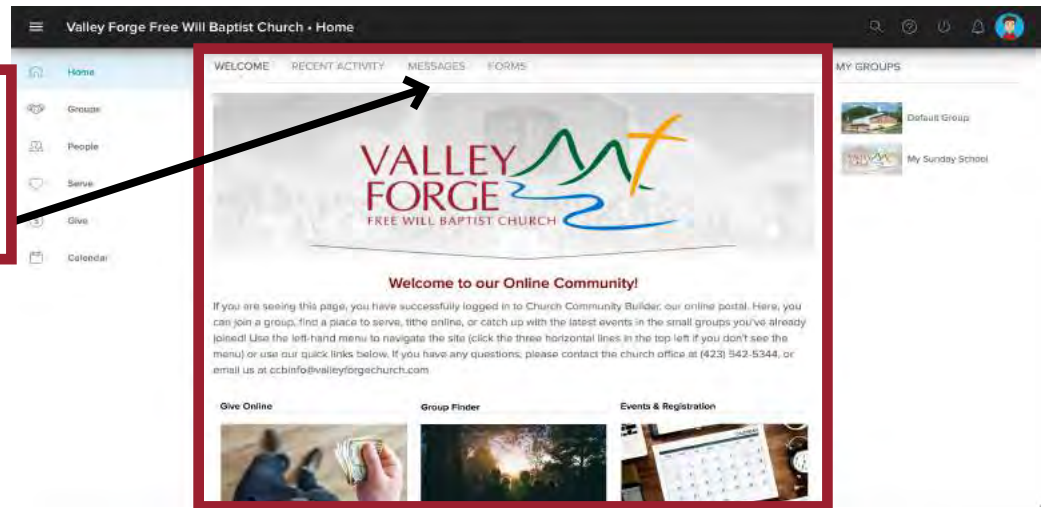 Valley Forge Free Will Baptist Church • Home
Home
Groups
People
Serve
Give
Calendar
WELCOME RECENT ACTIVITY MESSAGES FORMS
VALLEY
FORGE
FREE WILL BAPTIST CHURCH
Welcome to our Online Community!
If you are seeing this page, you have successfully logged in to Church Community Builder, our online portal. Here, you
can join a group, find a place to serve, tithe online, or catch up with the latest events in the small groups you've already
joined! Use the left-hand menu to navigate the site (click the three horizontal lines in the top left if you don't see the
menu) or use our quick links below. If you have any questions, please contact the church office at (423) 542-5344, or
email us at ccbinfo@valleyforgechurch.com
Give Online Group Finder Events & Registration
MY GROUPS
Default Group
My Sunday School